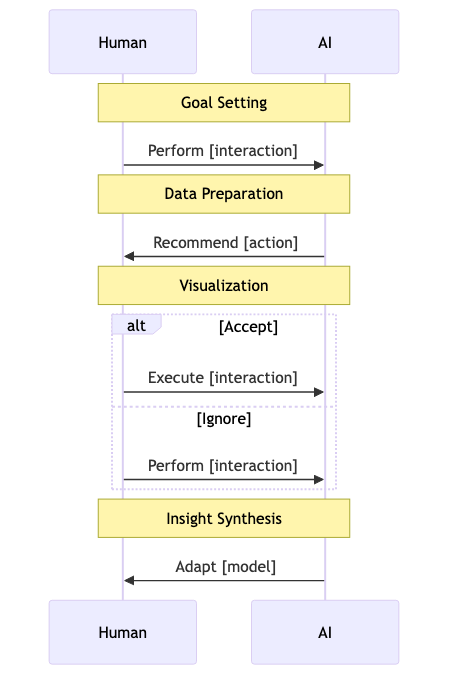 Human
AI
Goal Setting
Perform [interaction]
Data Preparation
Recommend [action]
Visualization
alt
[Accept]
Execute [interaction]
[Ignore]
Perform [interaction]
Insight Synthesis
Adapt [model]
Human
AI